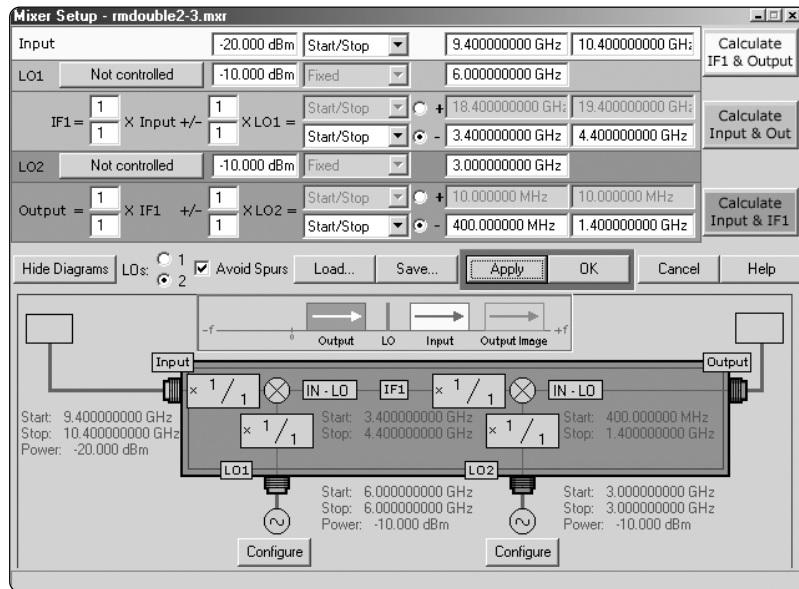 Mixer Setup - rmdouble2-3.mxr
Input -20.000 dBm Start/Stop 9.400000000 GHz 10.400000000 GHz
Calculate
IF1 & Output
LO1 Not controlled -10.000 dBm Fixed 6.000000000 GHz
1 1 Start/Stop + 18.400000000 GHz 19.400000000 GHz
IF1 = X Input +/- X LO1 =
1 1 Start/Stop - 3.400000000 GHz 4.400000000 GHz
Calculate
Input & Out
LO2 Not controlled -10.000 dBm Fixed 3.000000000 GHz
1 1 Start/Stop + 10.000000 MHz 10.000000 MHz
Output = X IF1 +/- X LO2 =
1 1 Start/Stop - 400.000000 MHz 1.400000000 GHz
Calculate
Input & IF1
Hide Diagrams LOs: 1 2 Avoid Spurs Load... Save... Apply OK Cancel Help
-f 0 Output LO Input Output Image +f
Input Output
× 1/1 IN - LO IF1 × 1/1 IN - LO
Start: 9.400000000 GHz
Stop: 10.400000000 GHz
Power: -20.000 dBm
× 1/1
Start: 3.400000000 GHz
Stop: 4.400000000 GHz
× 1/1
Start: 400.000000 MHz
Stop: 1.400000000 GHz
LO1 LO2
Start: 6.000000000 GHz
Stop: 6.000000000 GHz
Power: -10.000 dBm
Start: 3.000000000 GHz
Stop: 3.000000000 GHz
Power: -10.000 dBm
Configure Configure